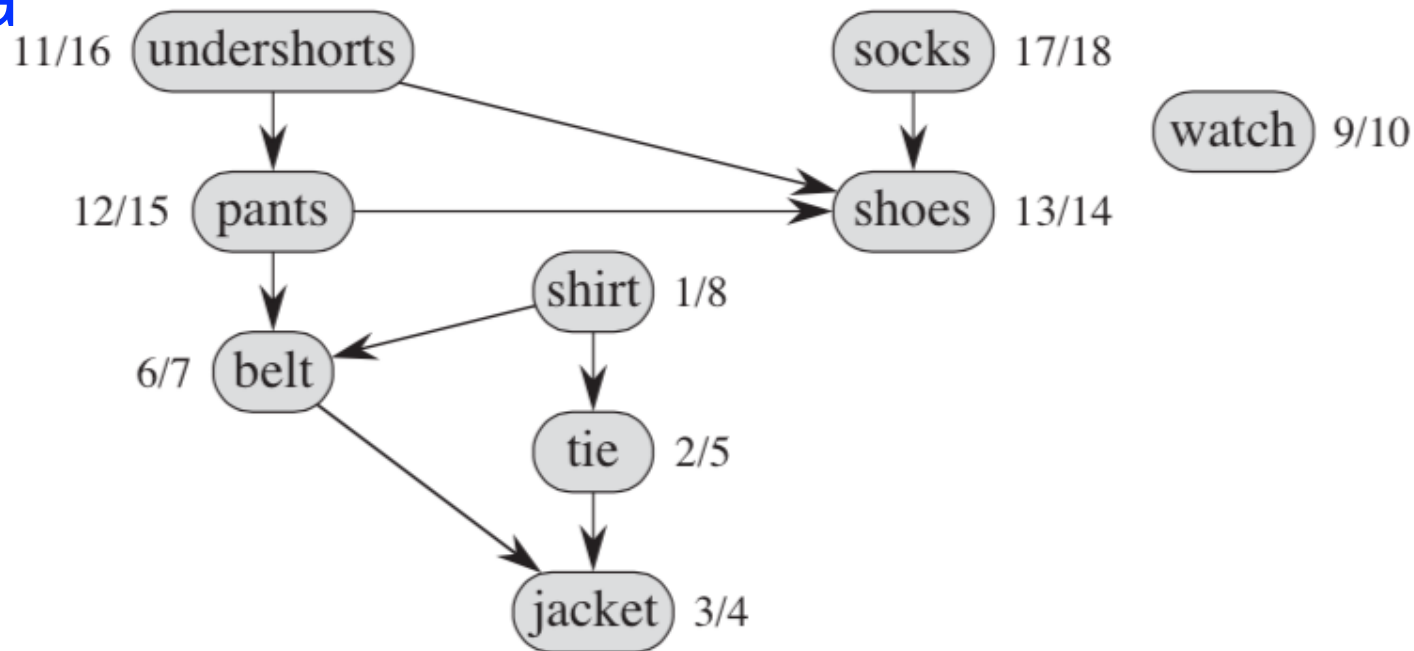 11/16 undershorts socks 17/18
watch 9/10
12/15 pants shoes 13/14
shirt 1/8
6/7 belt
tie 2/5
jacket 3/4